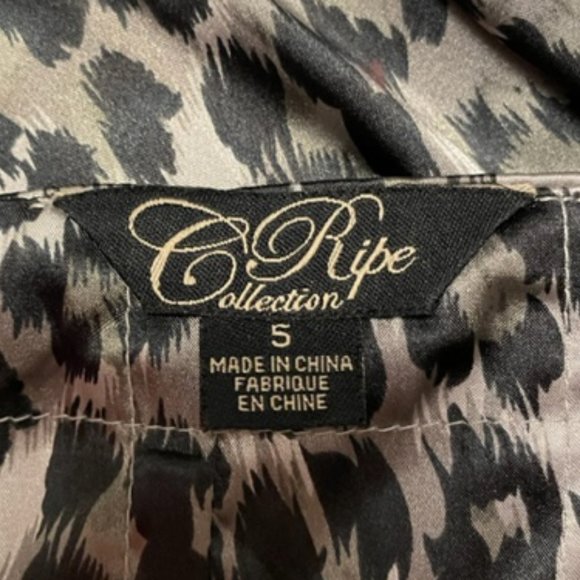 Ripe
Collection
5
MADE IN CHINA
FABRIQUE
EN CHINE